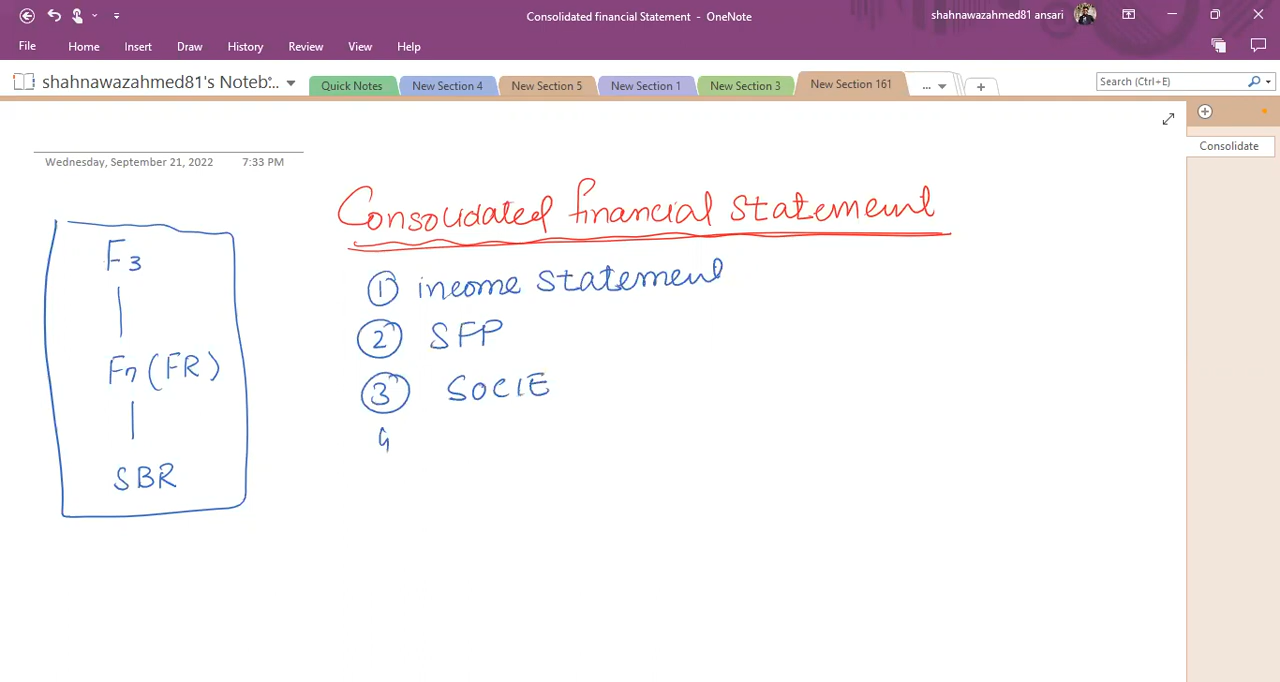 Consolidated financial Statement - OneNote
shahnawazahmed81 ansari
File Home Insert Draw History Review View Help
shahnawazahmed81's Noteb... Quick Notes New Section 4 New Section 5 New Section 1 New Section 3 New Section 161 ... + Search (Ctrl+E)
Consolidate
Wednesday, September 21, 2022 7:33 PM
Consolidated financial Statement
① income Statement
② SFP
③ SOCIE
4
F3
F7 (FR)
SBR